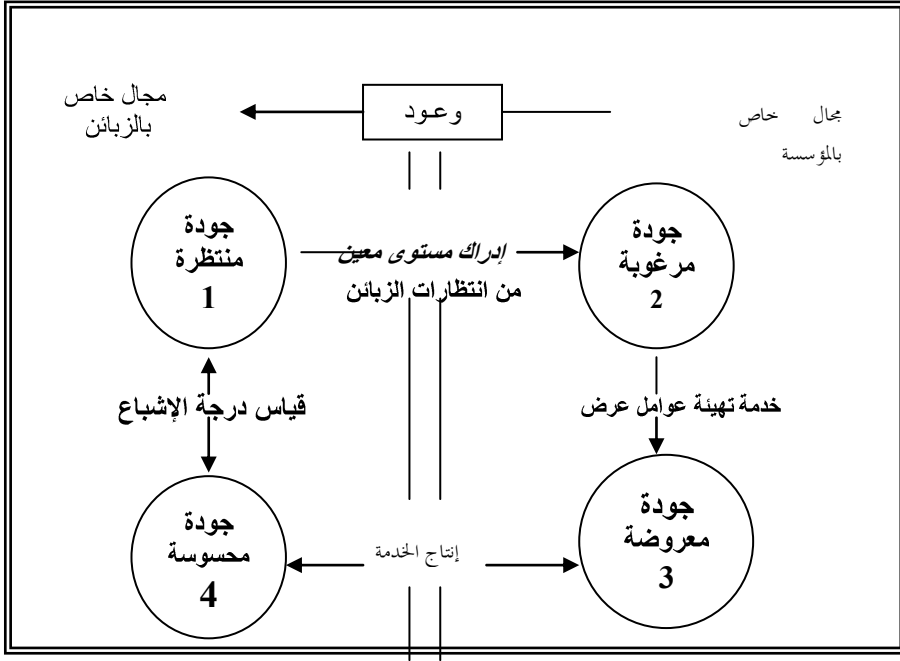 مجال خاص
بالمؤسسة
وعود
مجال خاص
بالزبائن
جودة
مرغوبة
2
إدراك مستوى معين
من انتظارات الزبائن
جودة
منتظرة
1
خدمة تهيئة عوامل عرض
قياس درجة الإشباع
جودة
معروضة
3
إنتاج الخدمة
جودة
محسوسة
4